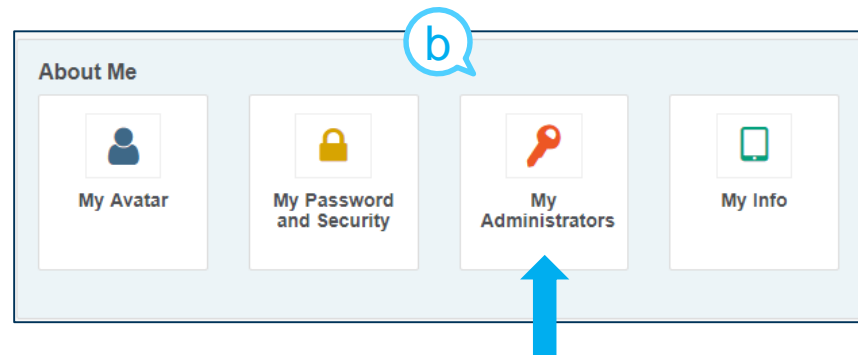 b
About Me
My Avatar
My Password
and Security
My
Administrators
My Info